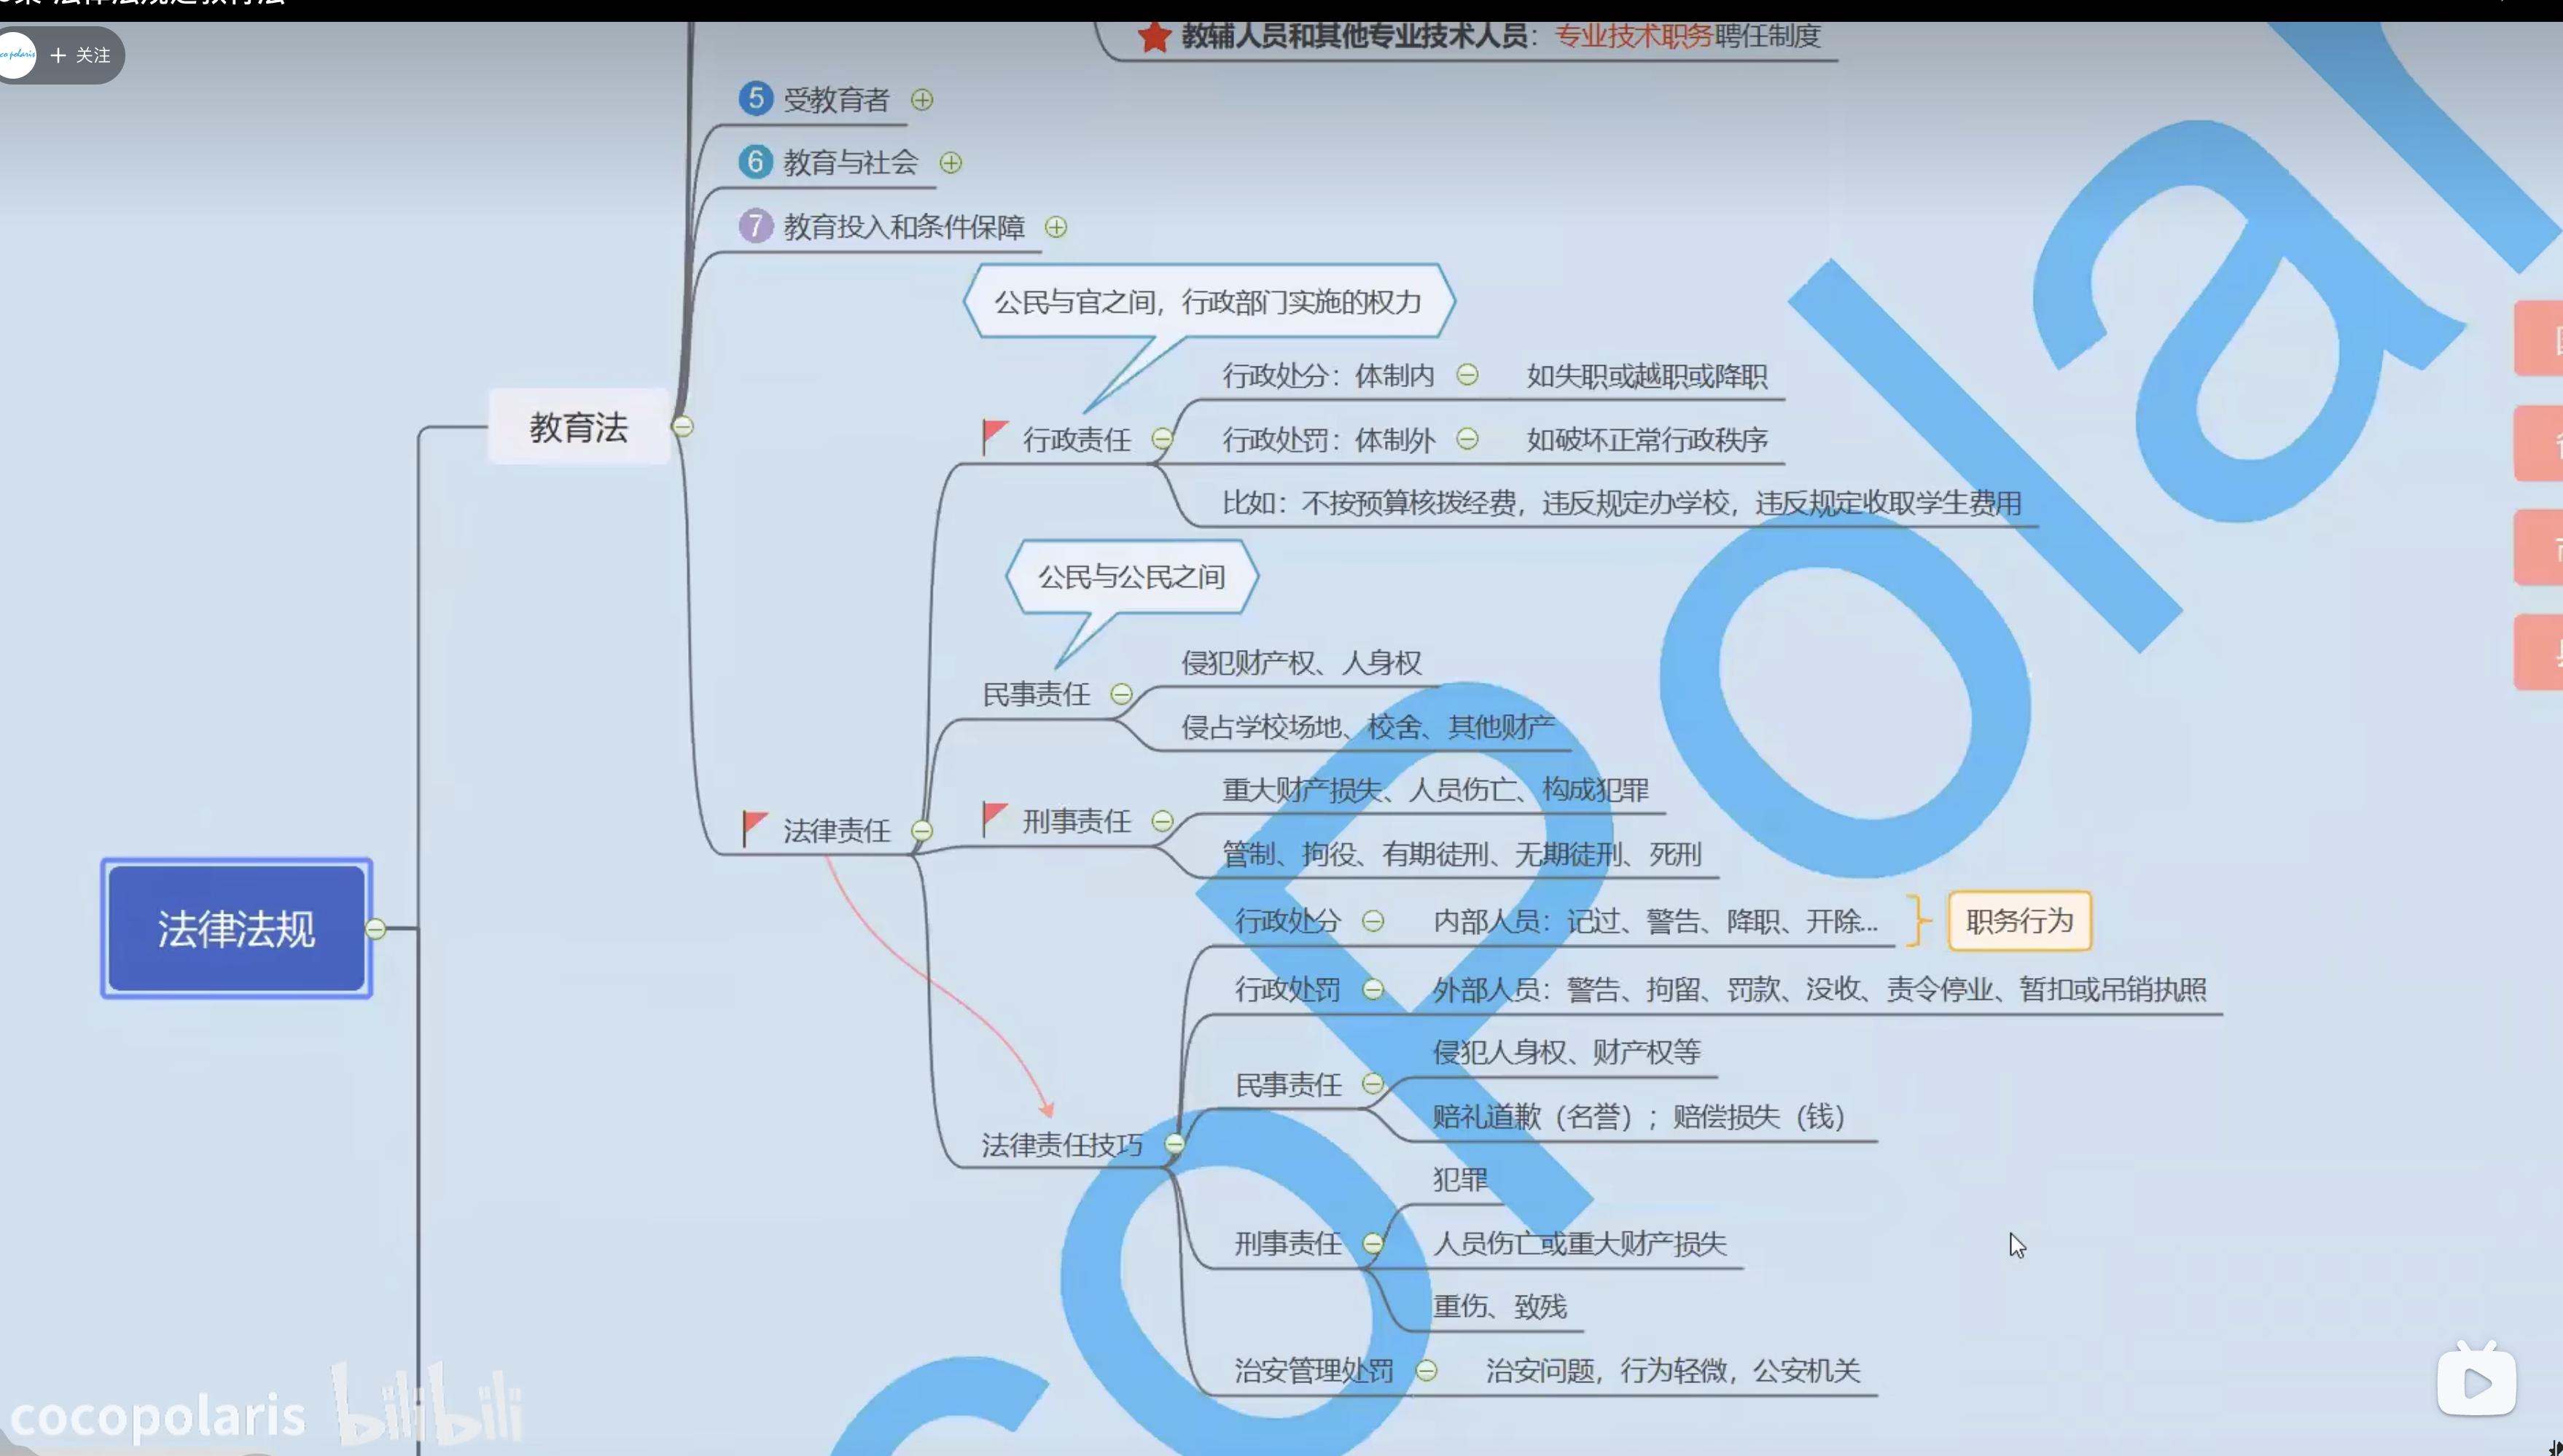 教辅人员和其他专业技术人员：专业技术职务聘任制度
co polaris
+ 关注
5 受教育者
6 教育与社会
7 教育投入和条件保障
公民与官之间，行政部门实施的权力
行政处分：体制内 如失职或越职或降职
教育法
行政责任
行政处罚：体制外 如破坏正常行政秩序
比如：不按预算核拨经费，违反规定办学校，违反规定收取学生费用
公民与公民之间
侵犯财产权、人身权
民事责任
侵占学校场地、校舍、其他财产
重大财产损失、人员伤亡、构成犯罪
法律责任
刑事责任
管制、拘役、有期徒刑、无期徒刑、死刑
法律法规
行政处分 内部人员：记过、警告、降职、开除...
职务行为
行政处罚 外部人员：警告、拘留、罚款、没收、责令停业、暂扣或吊销执照
侵犯人身权、财产权等
民事责任
赔礼道歉（名誉）；赔偿损失（钱）
法律责任技巧
犯罪
刑事责任
人员伤亡或重大财产损失
重伤、致残
治安管理处罚 治安问题，行为轻微，公安机关
cocopolaris bilibili